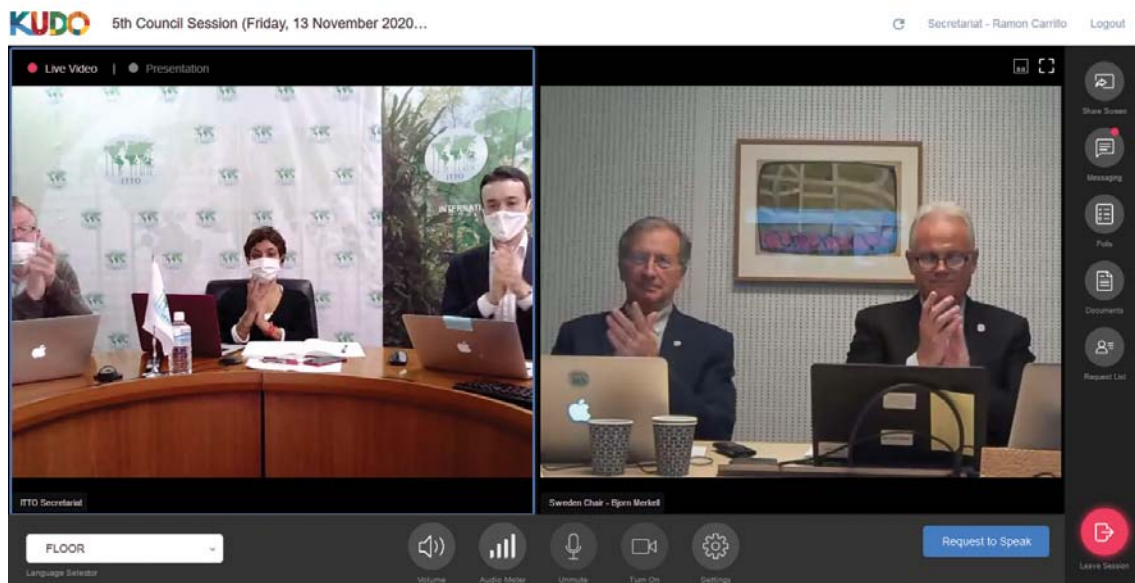 KUDO
5th Council Session (Friday, 13 November 2020...
Secretariat - Ramon Carrillo
Logout
Live Video | Presentation
ITTO
ITTO
INTERNATI
Share Screen
Messaging
Polls
Documents
Request List
ITTO Secretariat
Sweden Chair - Bjorn Merkell
FLOOR
Language Selector
Volume
Audio Meter
Unmute
Turn On
Settings
Request to Speak
Leave Session